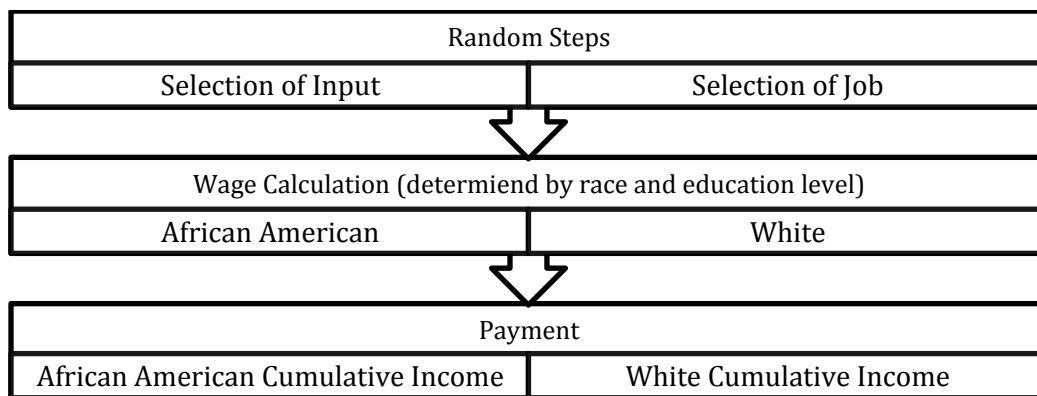 Random Steps
Selection of Input
Selection of Job
Wage Calculation (determiend by race and education level)
African American
White
Payment
African American Cumulative Income
White Cumulative Income